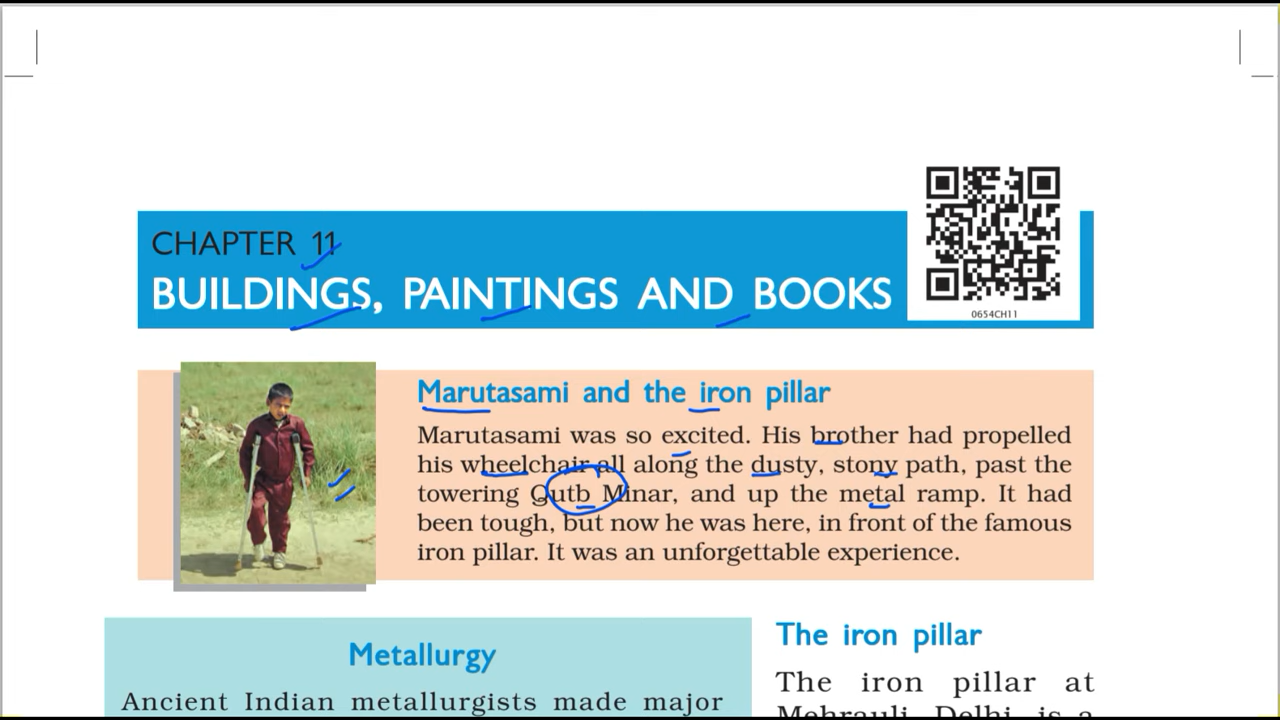 CHAPTER 11
BUILDINGS, PAINTINGS AND BOOKS
0654CH11
Marutasami and the iron pillar
Marutasami was so excited. His brother had propelled
his wheelchair all along the dusty, stony path, past the
towering Qutb Minar, and up the metal ramp. It had
been tough, but now he was here, in front of the famous
iron pillar. It was an unforgettable experience.
Metallurgy
Ancient Indian metallurgists made major
The iron pillar
The iron pillar at
Mehrauli, Delhi, is a